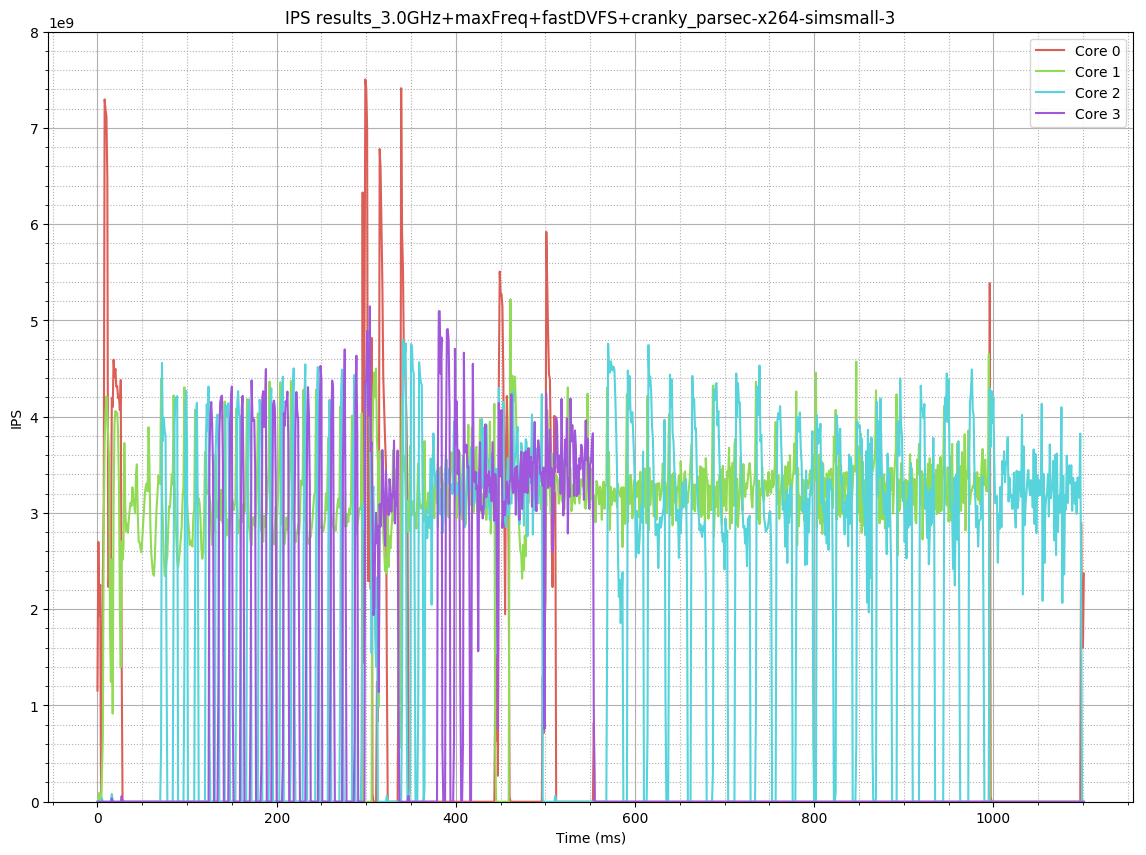 IPS results_3.0GHz+maxFreq+fastDVFS+cranky_parsec-x264-simsmall-3
1e9
Core 0
Core 1
Core 2
Core 3
8
7
6
5
4
3
2
1
0
IPS
0 200 400 600 800 1000
Time (ms)